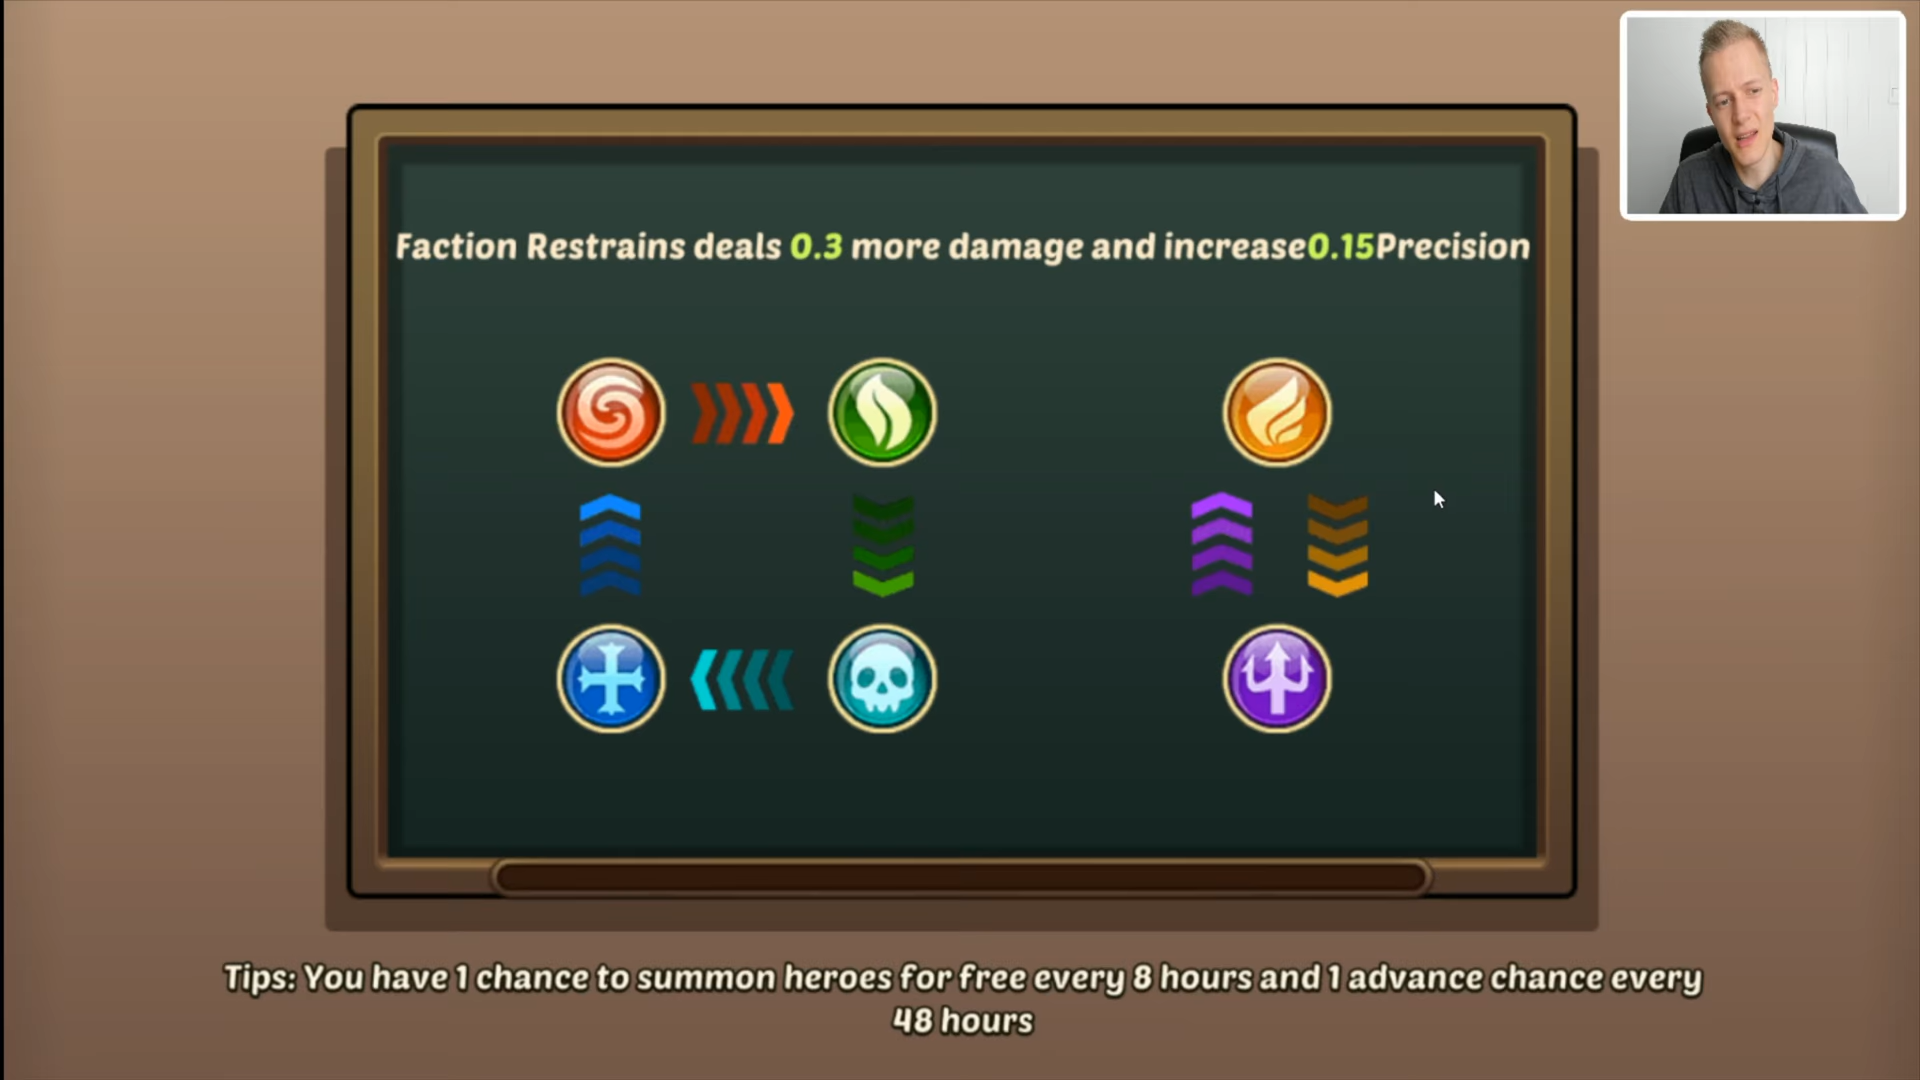 Faction Restrains deals 0.3 more damage and increase0.15Precision
Tips: You have 1 chance to summon heroes for free every 8 hours and 1 advance chance every
48 hours